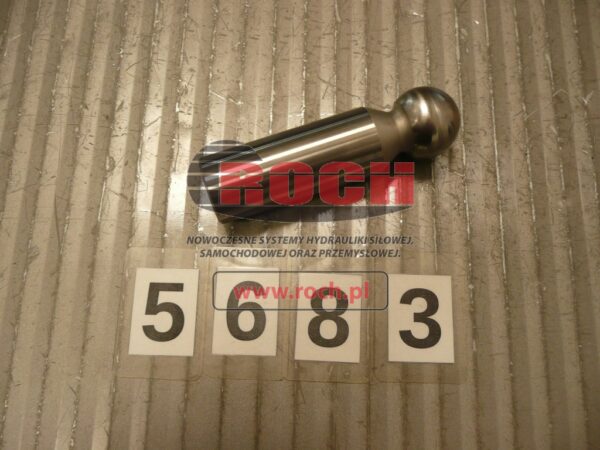 ROCH
NOWOCZESNE SYSTEMY HYDRAULIKI SIŁOWEJ,
SAMOCHODOWEJ ORAZ PRZEMYSŁOWEJ.
www.roch.pl
5683